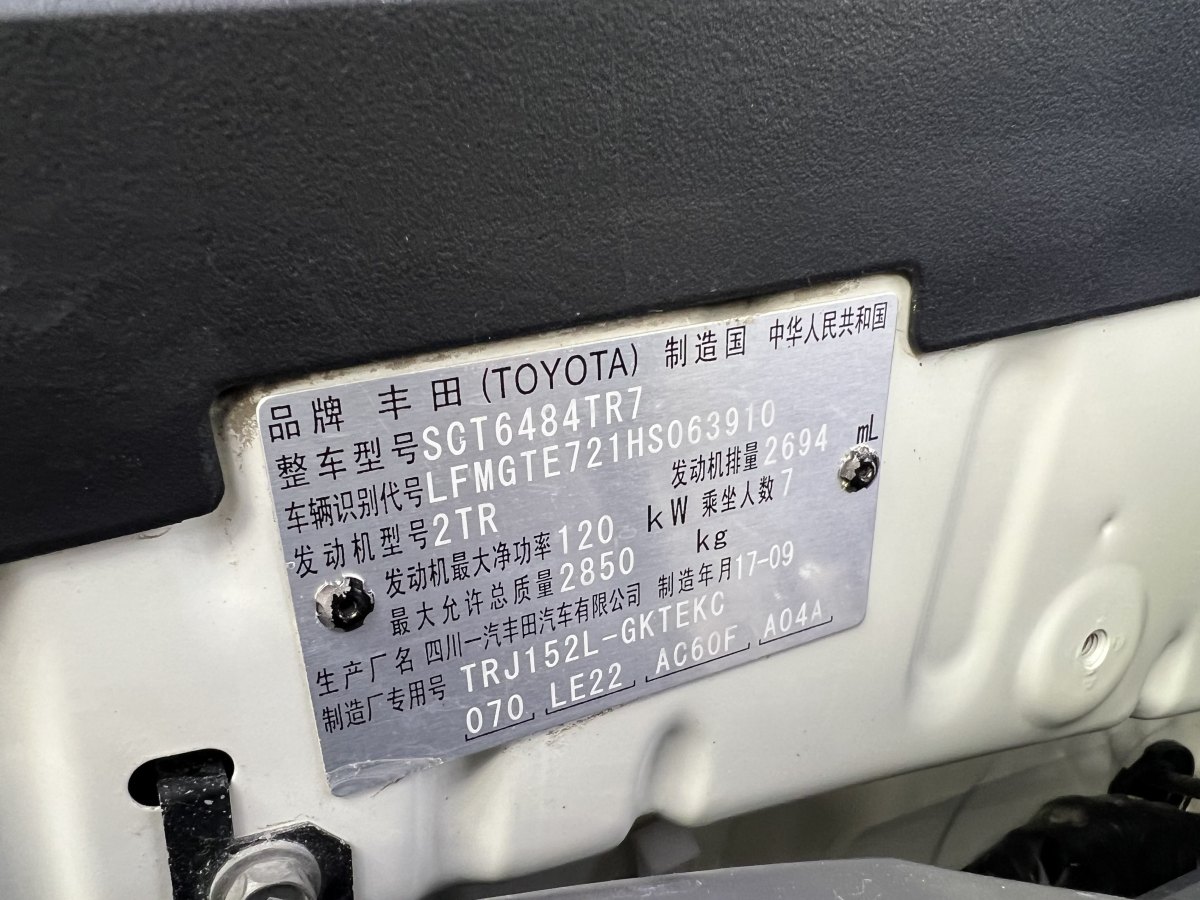 品牌 丰田(TOYOTA) 制造国 中华人民共和国
整车型号SCT6484TR7
车辆识别代号LFMGTE721HS063910
发动机型号2TR 发动机排量2694 mL
发动机最大净功率120 kW 乘坐人数7
最大允许总质量2850 kg
生产厂名 四川一汽丰田汽车有限公司 制造年月17-09
制造厂专用号 TRJ152L-GKTEKC
070 LE22 AC60F A04A